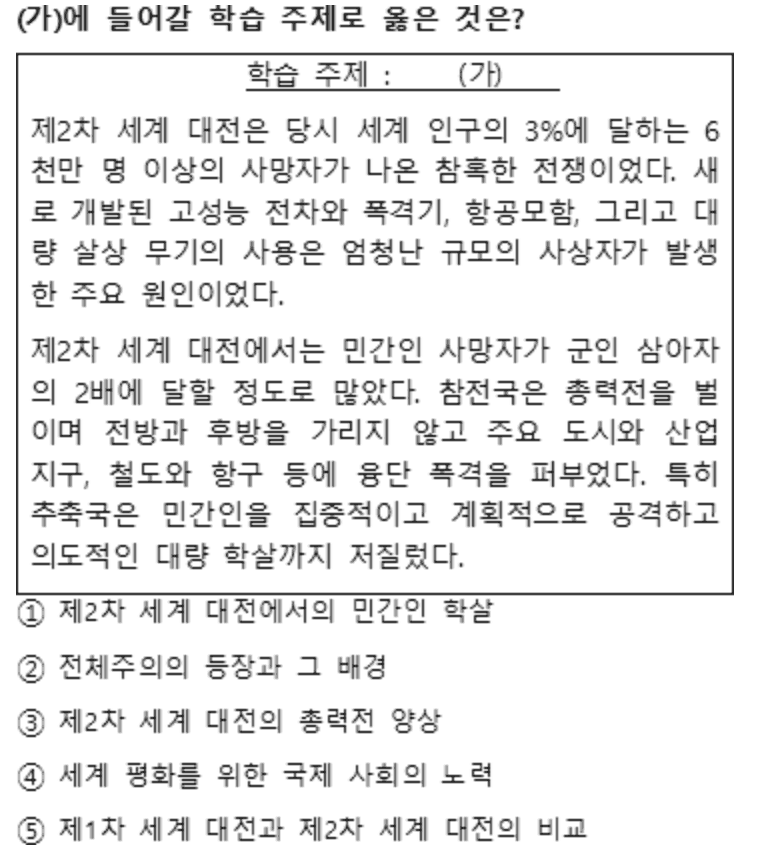 (가)에 들어갈 학습 주제로 옳은 것은?
학습 주제 : (가)
제2차 세계 대전은 당시 세계 인구의 3%에 달하는 6
천만 명 이상의 사망자가 나온 참혹한 전쟁이었다. 새
로 개발된 고성능 전차와 폭격기, 항공모함, 그리고 대
량 살상 무기의 사용은 엄청난 규모의 사상자가 발생
한 주요 원인이었다.
제2차 세계 대전에서는 민간인 사망자가 군인 삼아자
의 2배에 달할 정도로 많았다. 참전국은 총력전을 벌
이며 전방과 후방을 가리지 않고 주요 도시와 산업
지구, 철도와 항구 등에 융단 폭격을 퍼부었다. 특히
추축국은 민간인을 집중적이고 계획적으로 공격하고
의도적인 대량 학살까지 저질렀다.
① 제2차 세계 대전에서의 민간인 학살
② 전체주의의 등장과 그 배경
③ 제2차 세계 대전의 총력전 양상
④ 세계 평화를 위한 국제 사회의 노력
⑤ 제1차 세계 대전과 제2차 세계 대전의 비교